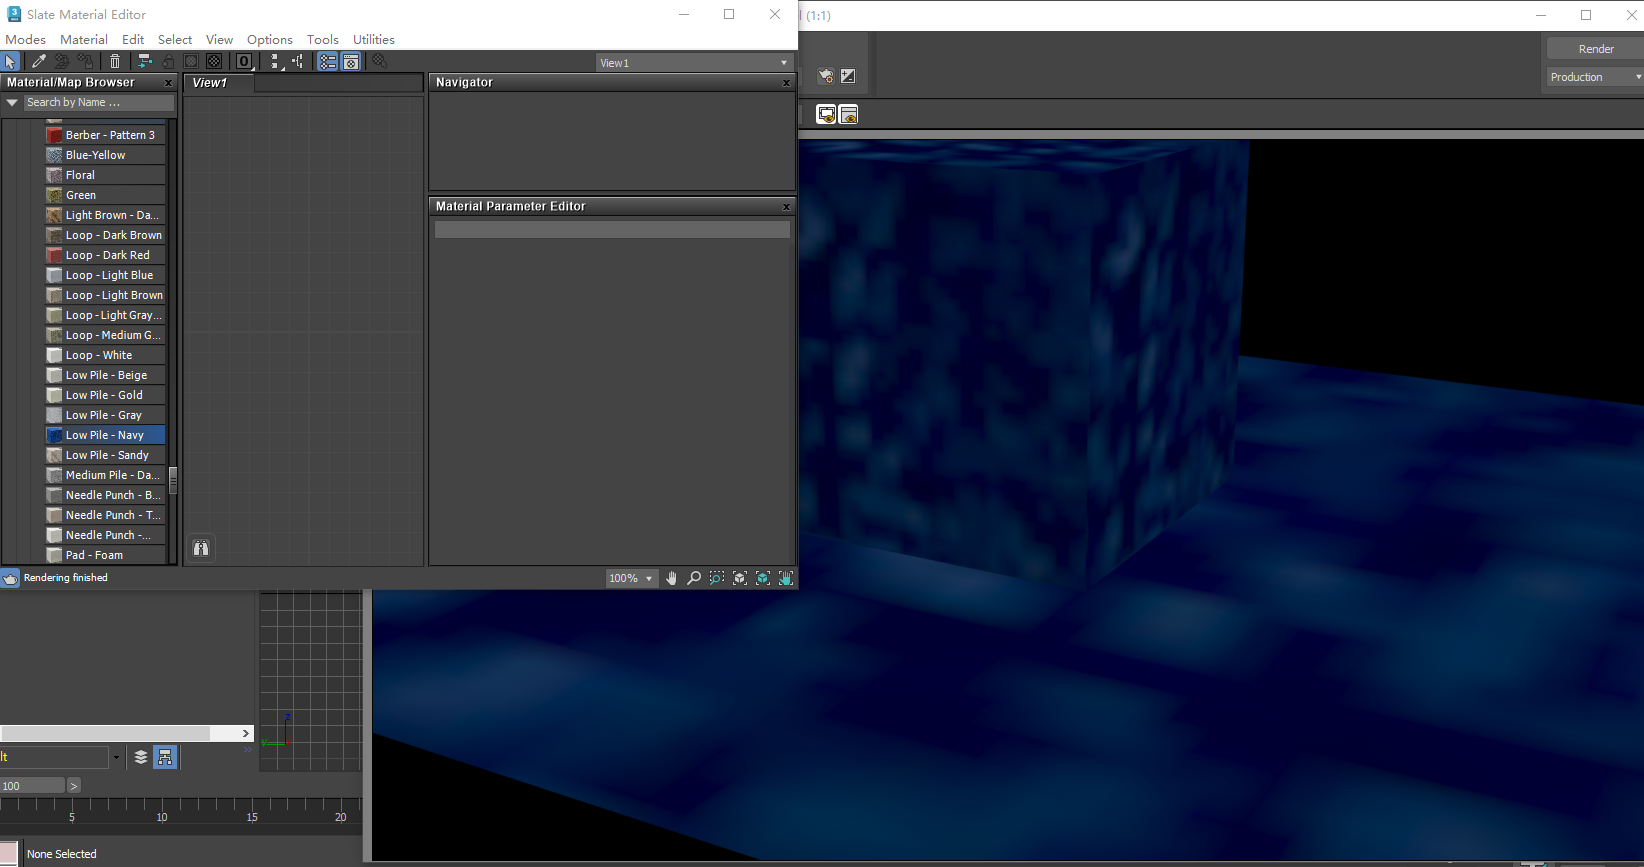 Slate Material Editor
Modes Material Edit Select View Options Tools Utilities
View1
Material/Map Browser
Search by Name ...
Berber - Pattern 3
Blue-Yellow
Floral
Green
Light Brown - Da...
Loop - Dark Brown
Loop - Dark Red
Loop - Light Blue
Loop - Light Brown
Loop - Light Gray...
Loop - Medium G...
Loop - White
Low Pile - Beige
Low Pile - Gold
Low Pile - Gray
Low Pile - Navy
Low Pile - Sandy
Medium Pile - Da...
Needle Punch - B...
Needle Punch - T...
Needle Punch -...
Pad - Foam
View1
Navigator
Material Parameter Editor
Rendering finished
100%
(1:1)
Render
Production
z
lt
100
>
5 10 15 20
None Selected